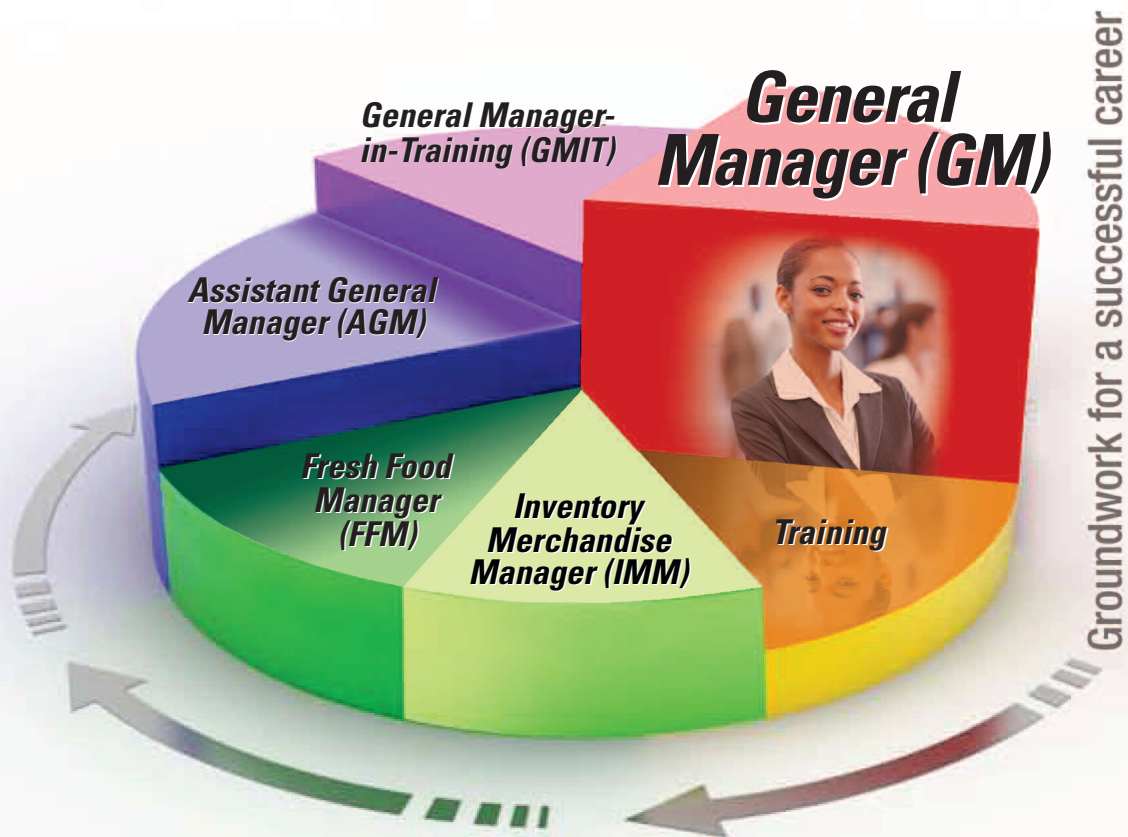 General Manager-
in-Training (GMIT)
General
Manager (GM)
Assistant General
Manager (AGM)
Fresh Food
Manager
(FFM)
Inventory
Merchandise
Manager (IMM)
Training
Groundwork for a successful career